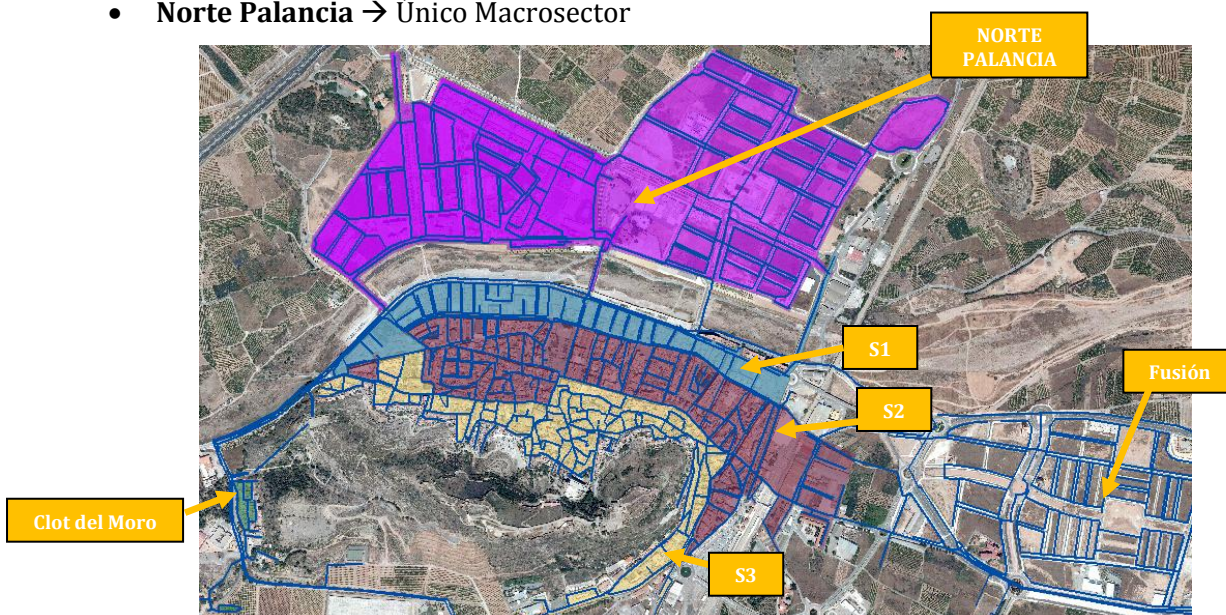 • Norte Palancia → Único Macrosector
NORTE
PALANCIA
S1
Fusión
S2
Clot del Moro
S3